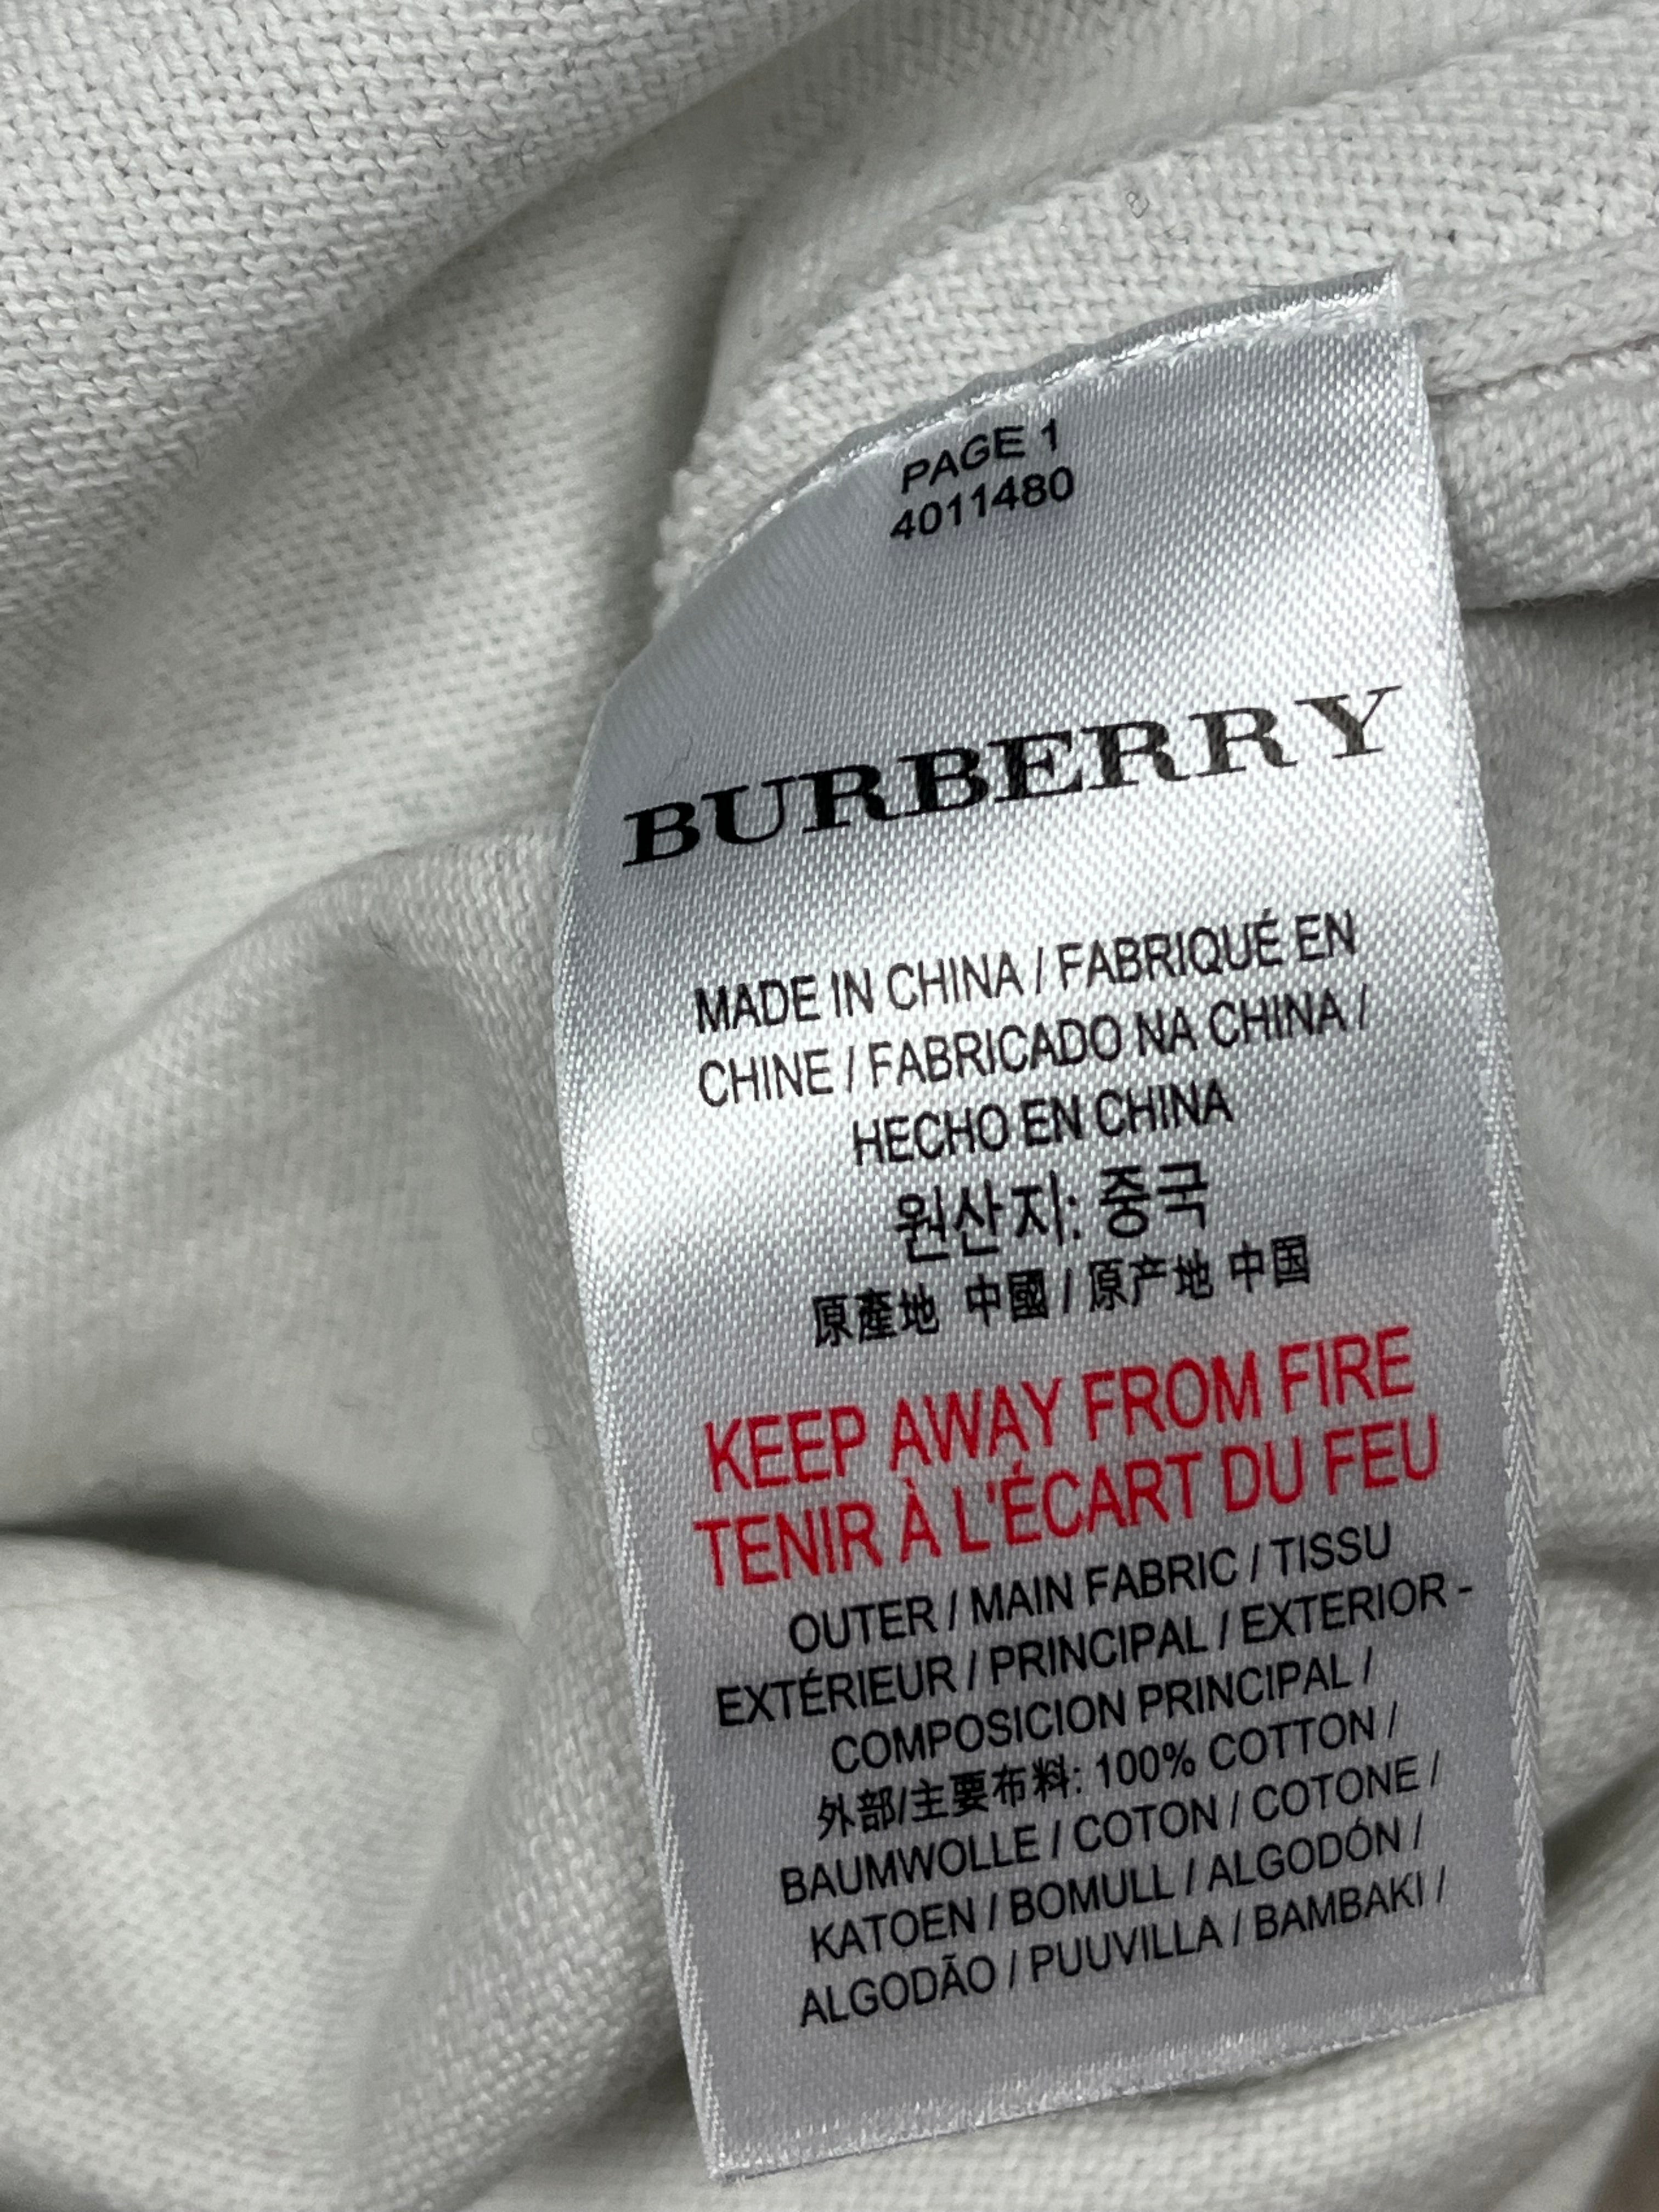 PAGE 1
4011480
BURBERRY
MADE IN CHINA / FABRIQUÉ EN
CHINE / FABRICADO NA CHINA /
HECHO EN CHINA
원산지: 중국
原產地 中國 / 原产地 中国
KEEP AWAY FROM FIRE
TENIR À L'ÉCART DU FEU
OUTER / MAIN FABRIC / TISSU
EXTÉRIEUR / PRINCIPAL / EXTERIOR -
COMPOSICION PRINCIPAL /
外部/主要布料: 100% COTTON /
BAUMWOLLE / COTON / COTONE /
KATOEN / BOMULL / ALGODÓN /
ALGODÃO / PUUVILLA / BAMBAKI /